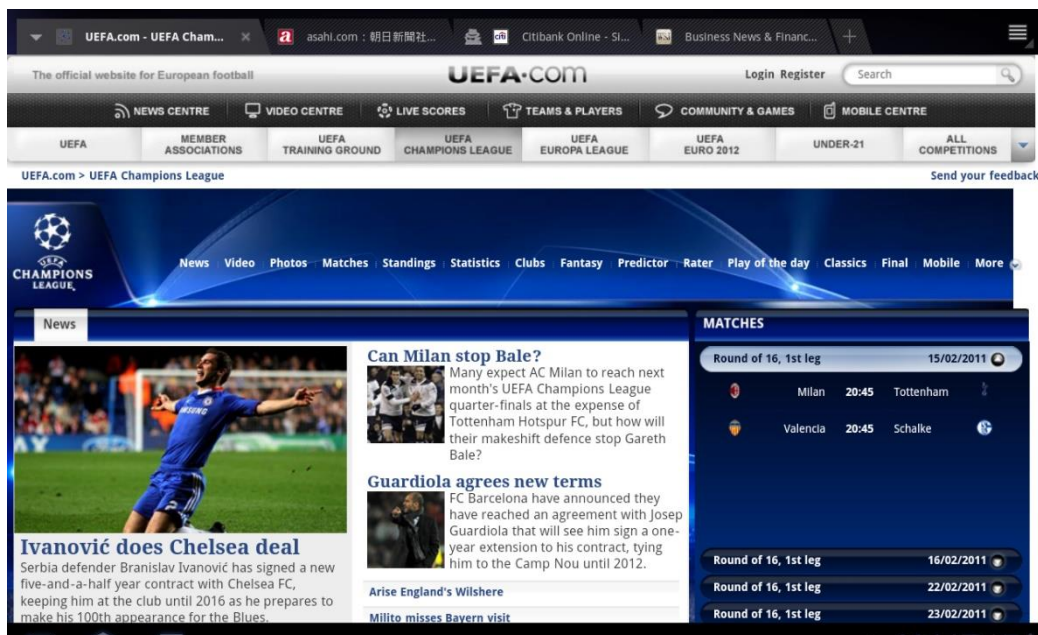 UEFA.com - UEFA Cham...
asahi.com：朝日新聞社...
citi
Citibank Online - Si...
Business News & Financ...
The official website for European football
UEFA·com
Login Register
Search
NEWS CENTRE
VIDEO CENTRE
LIVE SCORES
TEAMS & PLAYERS
COMMUNITY & GAMES
MOBILE CENTRE
UEFA
MEMBER
ASSOCIATIONS
UEFA
TRAINING GROUND
UEFA
CHAMPIONS LEAGUE
UEFA
EUROPA LEAGUE
UEFA
EURO 2012
UNDER-21
ALL
COMPETITIONS
UEFA.com > UEFA Champions League
Send your feedback
UEFA
CHAMPIONS
LEAGUE
News Video Photos Matches Standings Statistics Clubs Fantasy Predictor Rater Play of the day Classics Final Mobile More
News
SAMSUNG
Ivanović does Chelsea deal
Serbia defender Branislav Ivanović has signed a new
five-and-a-half year contract with Chelsea FC,
keeping him at the club until 2016 as he prepares to
make his 100th appearance for the Blues.
Can Milan stop Bale?
Many expect AC Milan to reach next
month's UEFA Champions League
quarter-finals at the expense of
Tottenham Hotspur FC, but how will
their makeshift defence stop Gareth
Bale?
Guardiola agrees new terms
FC Barcelona have announced they
have reached an agreement with Josep
Guardiola that will see him sign a one-
year extension to his contract, tying
him to the Camp Nou until 2012.
Arise England's Wilshere
Milito misses Bayern visit
MATCHES
Round of 16, 1st leg 15/02/2011
Milan 20:45 Tottenham
Valencia 20:45 Schalke
Round of 16, 1st leg 16/02/2011
Round of 16, 1st leg 22/02/2011
Round of 16, 1st leg 23/02/2011